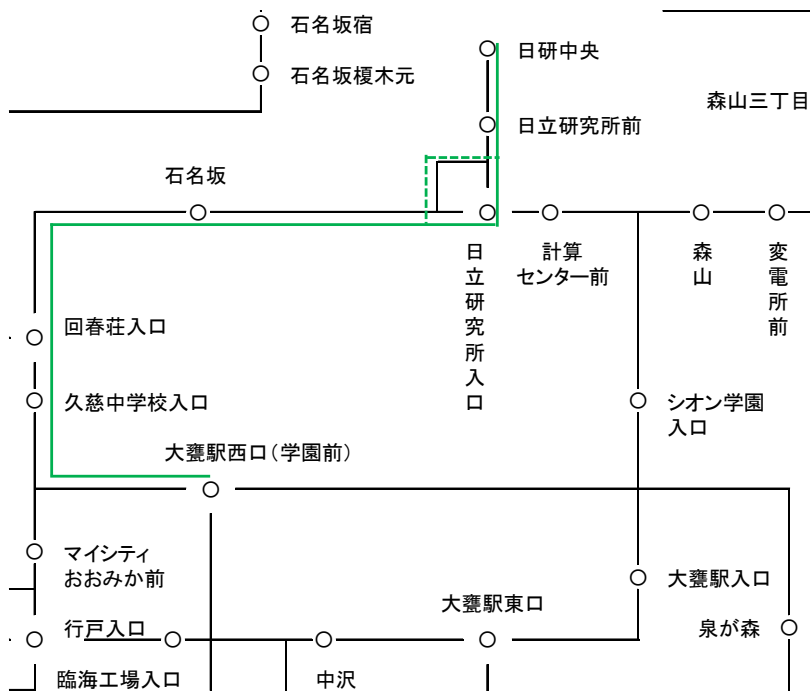 石名坂宿
日研中央
石名坂榎木元
森山三丁目
日立研究所前
石名坂
日立研究所入口
計算
センター前
森山
変電所前
回春荘入口
久慈中学校入口
シオン学園
入口
大甕駅西口（学園前）
マイシティ
おおみか前
大甕駅入口
大甕駅東口
行戸入口
泉が森
臨海工場入口
中沢